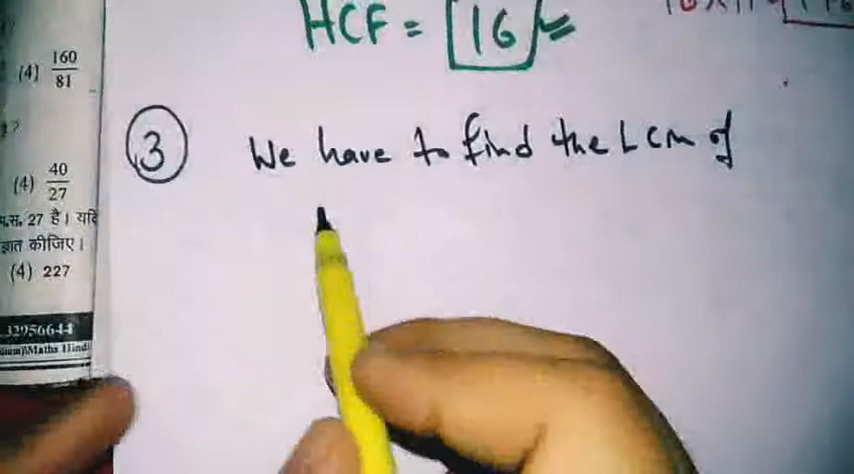 HCF = 16
(4) 160/81
(3) We have to find the LCM of
(4) 40/27
27 है। यदि
ज्ञात कीजिए।
(4) 227
32956644
Maths Hindi